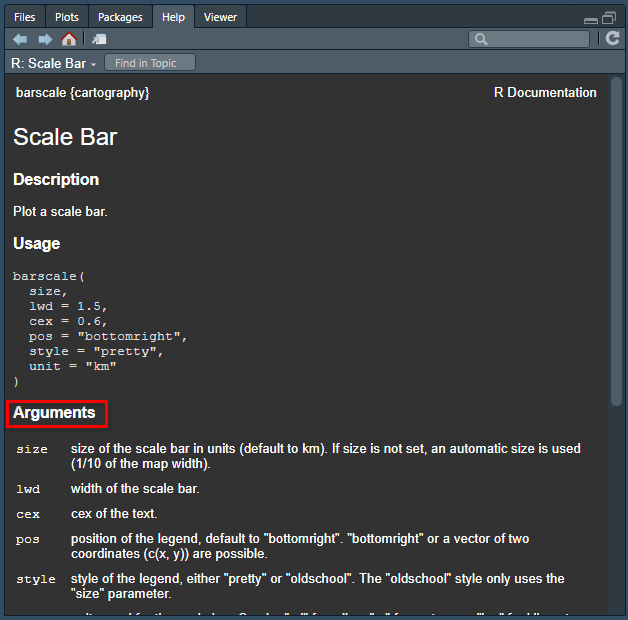 Files Plots Packages Help Viewer
R: Scale Bar Find in Topic
barscale {cartography} R Documentation
Scale Bar
Description
Plot a scale bar.
Usage
barscale(
size,
lwd = 1.5,
cex = 0.6,
pos = "bottomright",
style = "pretty",
unit = "km"
)
Arguments
size size of the scale bar in units (default to km). If size is not set, an automatic size is used
(1/10 of the map width).
lwd width of the scale bar.
cex cex of the text.
pos position of the legend, default to "bottomright". "bottomright" or a vector of two
coordinates (c(x, y)) are possible.
style style of the legend, either "pretty" or "oldschool". The "oldschool" style only uses the
"size" parameter.